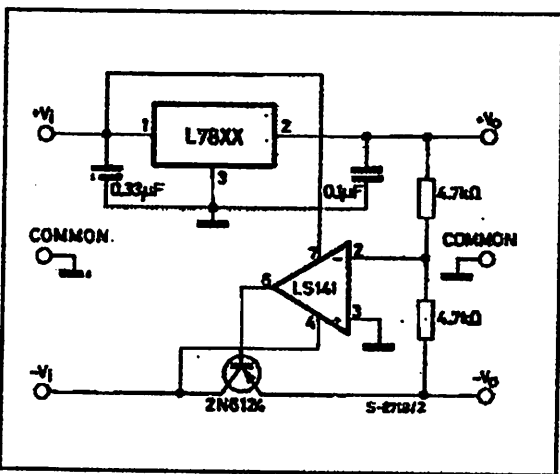 +Vi
1
L78XX
2
+Vo
3
0.33µF
0.1µF
4.7kΩ
COMMON
COMMON
7
2
6
LS141
4
3
4.7kΩ
-Vi
2N6124
S-2718/2
-Vo